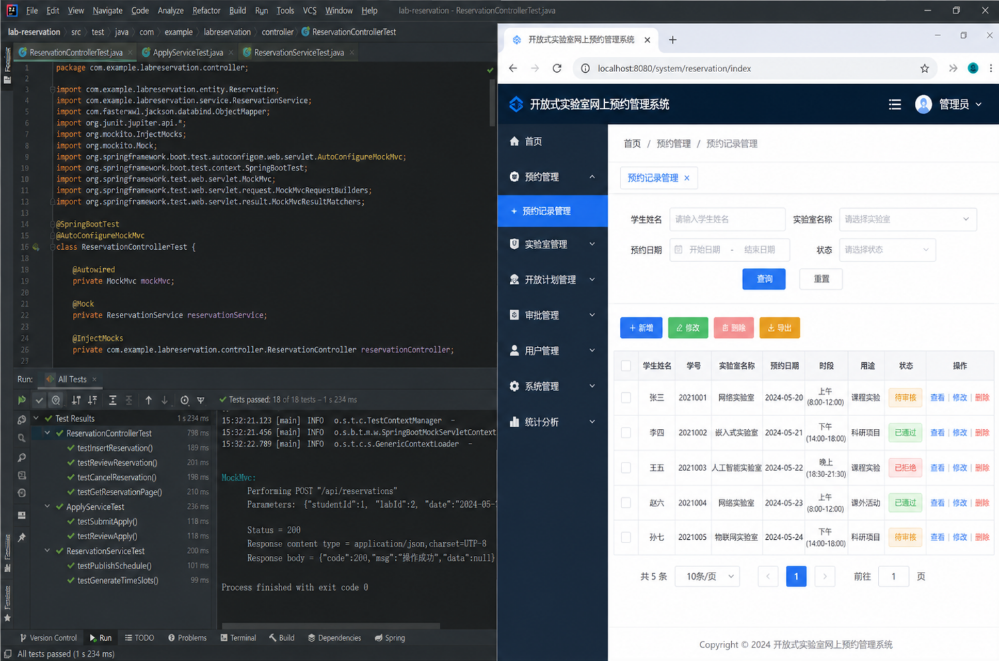 File Edit View Navigate Code Analyze Refactor Build Run Tools VCS Window Help lab-reservation - ReservationControllerTest.java
lab-reservation src test java com example labreservation controller ReservationControllerTest
ReservationControllerTest.java × ApplyServiceTest.java × ReservationServiceTest.java ×
1 package com.example.labreservation.controller;
2
3 import com.example.labreservation.entity.Reservation;
4 import com.example.labreservation.service.ReservationService;
5 import com.fasterxwl.jackson.databind.ObjectMapper;
6 import org.junit.jupiter.api.*;
7 import org.mockito.InjectMocks;
8 import org.mockito.Mock;
9 import org.springframework.boot.test.autoconfigoe.web.servlet.AutoConfigureMockMvc;
10 import org.springframework.boot.test.context.SpringBootTest;
10 import org.springframework.test.web.servlet.MockMvc;
11 import org.springframework.test.web.servlet.request.MockMvcRequestBuilders;
13 import org.springframework.test.web.servlet.result.MockMvcResultMatchers;
13
14 @SpringBootTest
15 @AutoConfigureMockMvc
16 class ReservationControllerTest {
18
18 @Autowired
19 private MockMvc mockMvc;
20
21 @Mock
22 private ReservationService reservationService;
23
24 @InjectMocks
26 private com.example.labreservation.controller.ReservationController reservationController;
27
Run: All Tests ×
Tests passed: 18 of 18 tests – 1 s 234 ms
Test Results 1 s 234 ms
ReservationControllerTest 798 ms
testInsertReservation() 189 ms
testReviewReservation() 201 ms
testCancelReservation() 198 ms
testGetReservationPage() 210 ms
ApplyServiceTest 236 ms
testSubmitApply() 118 ms
testReviewApply() 118 ms
ReservationServiceTest 200 ms
testPublishSchedule() 101 ms
testGenerateTimeSlots() 99 ms
15:32:21.123 [main] INFO o.s.t.c.TestContextManager –
15:32:21.456 [main] INFO o.s.b.t.m.w.SpringBootMockServletContext
15:32:22.789 [main] INFO o.s.t.c.s.GenericContextLoader –
MockMvc:
Performing POST "/api/reservations"
Parameters: {"studentId":1, "labId":2, "date":"2024-05-
Status = 200
Response content type = application/json,charset=UTP-8
Response body = {"code":200,"msg":"操作成功","data":null}
Process finished with exit code 0
Version Control Run TODO Problems Terminal Build Dependencies Spring
All tests passed (1 s 234 ms)
开放式实验室网上预约管理系统 ×
localhost:8080/system/reservation/index
开放式实验室网上预约管理系统 管理员
首页
预约管理
+ 预约记录管理
实验室管理
开放计划管理
审批管理
用户管理
系统管理
统计分析
首页 / 预约管理 / 预约记录管理
预约记录管理 ×
学生姓名 请输入学生姓名 实验室名称 请选择实验室
预约日期 开始日期 - 结束日期 状态 请选择状态
查询 重置
+ 新增 修改 删除 导出
学生姓名 学号 实验室名称 预约日期 时段 用途 状态 操作
张三 2021001 网络实验室 2024-05-20 上午 (8:00-12:00) 课程实验 待审核 查看 | 修改 | 删除
李四 2021002 嵌入式实验室 2024-05-21 下午 (14:00-18:00) 科研项目 已通过 查看 | 修改 | 删除
王五 2021003 人工智能实验室 2024-05-22 晚上 (18:30-21:30) 课程实验 已拒绝 查看 | 修改 | 删除
赵六 2021004 网络实验室 2024-05-23 上午 (8:00-12:00) 课外活动 已通过 查看 | 修改 | 删除
孙七 2021005 物联网实验室 2024-05-24 下午 (14:00-18:00) 科研项目 待审核 查看 | 修改 | 删除
共 5 条 10条/页 < 1 > 前往 1 页
Copyright © 2024 开放式实验室网上预约管理系统